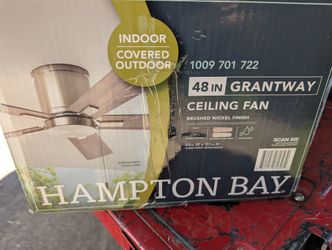 INDOOR
COVERED
OUTDOOR
1009 701 722
48 IN GRANTWAY
CEILING FAN
BRUSHED NICKEL FINISH
SCAN ME
HAMPTON BAY